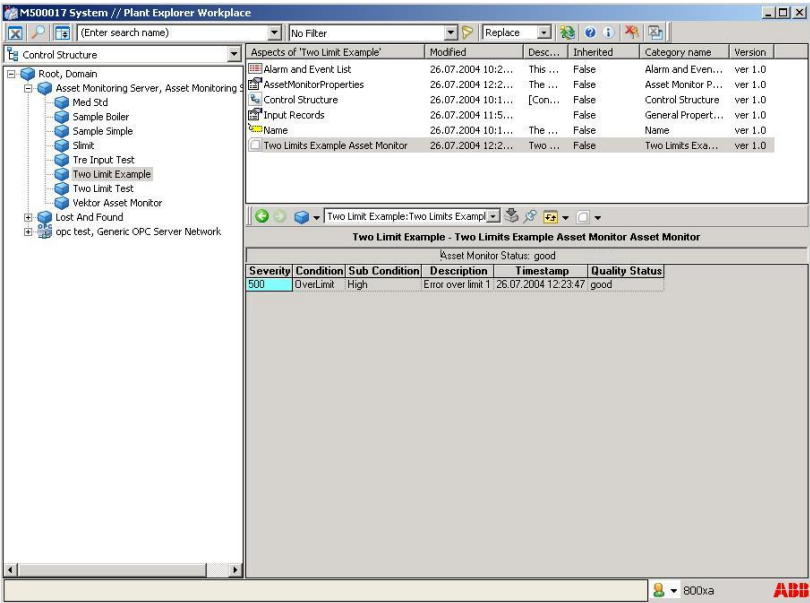 M500017 System // Plant Explorer Workplace
(Enter search name) No Filter Replace
Control Structure
Root, Domain
Asset Monitoring Server, Asset Monitoring S
Med Std
Sample Boiler
Sample Simple
Slimit
Tre Input Test
Two Limit Example
Two Limit Test
Vektor Asset Monitor
Lost And Found
opc test, Generic OPC Server Network
Aspects of 'Two Limit Example' Modified Desc... Inherited Category name Version
Alarm and Event List 26.07.2004 10:2... This ... False Alarm and Even... ver 1.0
AssetMonitorProperties 26.07.2004 12:2... The ... False Asset Monitor P... ver 1.0
Control Structure 26.07.2004 10:1... [Con... False Control Structure ver 1.0
Input Records 26.07.2004 11:5... False General Propert... ver 1.0
Name 26.07.2004 10:1... The ... False Name ver 1.0
Two Limits Example Asset Monitor 26.07.2004 12:2... Two ... False Two Limits Exa... ver 1.0
Two Limit Example:Two Limits Exampl
Two Limit Example - Two Limits Example Asset Monitor Asset Monitor
Asset Monitor Status: good
Severity Condition Sub Condition Description Timestamp Quality Status
500 OverLimit High Error over limit 1 26.07.2004 12:23:47 good
800xa ABB